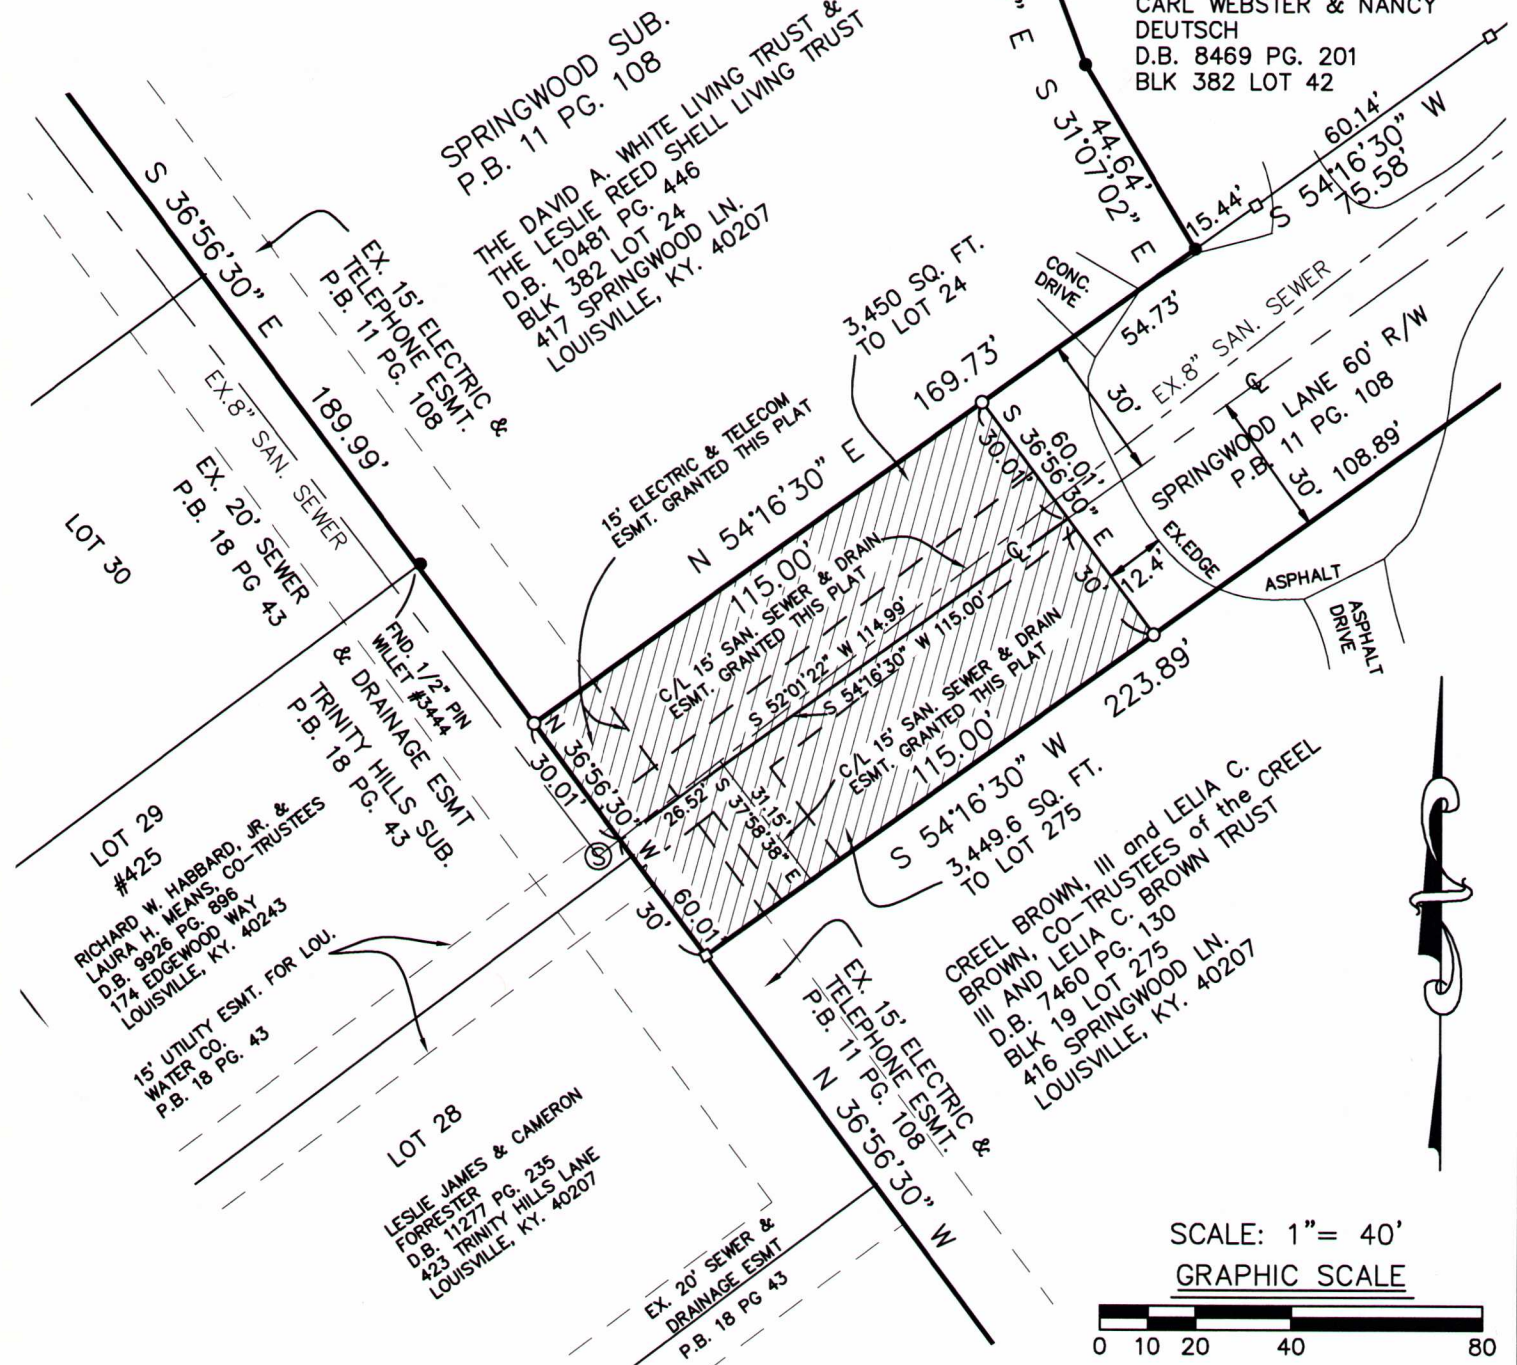 CARL WEBSTER & NANCY
DEUTSCH
D.B. 8469 PG. 201
BLK 382 LOT 42
SPRINGWOOD SUB.
P.B. 11 PG. 108
THE DAVID A. WHITE LIVING TRUST &
THE LESLIE REED SHELL LIVING TRUST
D.B. 10481 PG. 446
BLK 382 LOT 24
417 SPRINGWOOD LN.
LOUISVILLE, KY. 40207
" E
44.64'
S 31°07'02" E
60.14'
S 54°16'30" W
75.58'
15.44'
S 36°56'30" E
189.99'
EX. 15' ELECTRIC &
TELEPHONE ESMT.
P.B. 11 PG. 108
3,450 SQ. FT.
TO LOT 24
CONC.
DRIVE
54.73'
EX.8" SAN. SEWER
℄
SPRINGWOOD LANE 60' R/W
P.B. 11 PG. 108
30'
30'
108.89'
169.73'
N 54°16'30" E
115.00'
15' ELECTRIC & TELECOM
ESMT. GRANTED THIS PLAT
EX.8" SAN. SEWER
EX. 20' SEWER
P.B. 18 PG 43
LOT 30
60.01'
S 36°56'30" E
30.01'
30'
EX.EDGE
12.4'
ASPHALT
ASPHALT
DRIVE
℄
C/L 15' SAN. SEWER & DRAIN
ESMT. GRANTED THIS PLAT
S 52°01'22" W 114.99'
S 54°16'30" W 115.00'
C/L 15' SAN. SEWER & DRAIN
ESMT. GRANTED THIS PLAT
115.00'
223.89'
S 54°16'30" W
3,449.6 SQ. FT.
TO LOT 275
FND. 1/2" PIN
WILLET #3444
& DRAINAGE ESMT
TRINITY HILLS SUB.
P.B. 18 PG. 43
N 36°56'30" W
30.01'
60.01
30'
26.52'
31.15'
S 37°58'38" E
S
LOT 29
#425
RICHARD W. HABBARD, JR. &
LAURA H. MEANS, CO-TRUSTEES
D.B. 9926 PG. 896
174 EDGEWOOD WAY
LOUISVILLE, KY. 40243
15' UTILITY ESMT. FOR LOU.
WATER CO.
P.B. 18 PG. 43
CREEL BROWN, III and LELIA C.
BROWN, CO-TRUSTEES of the CREEL
III AND LELIA C. BROWN TRUST
D.B. 7460 PG. 130
BLK 19 LOT 275
416 SPRINGWOOD LN.
LOUISVILLE, KY. 40207
EX. 15' ELECTRIC &
TELEPHONE ESMT.
P.B. 11 PG. 108
N 36°56'30" W
LOT 28
LESLIE JAMES & CAMERON
FORRESTER
D.B. 11277 PG. 235
423 TRINITY HILLS LANE
LOUISVILLE, KY. 40207
EX. 20' SEWER &
DRAINAGE ESMT
P.B. 18 PG 43
SCALE: 1"= 40'
GRAPHIC SCALE
0 10 20 40 80